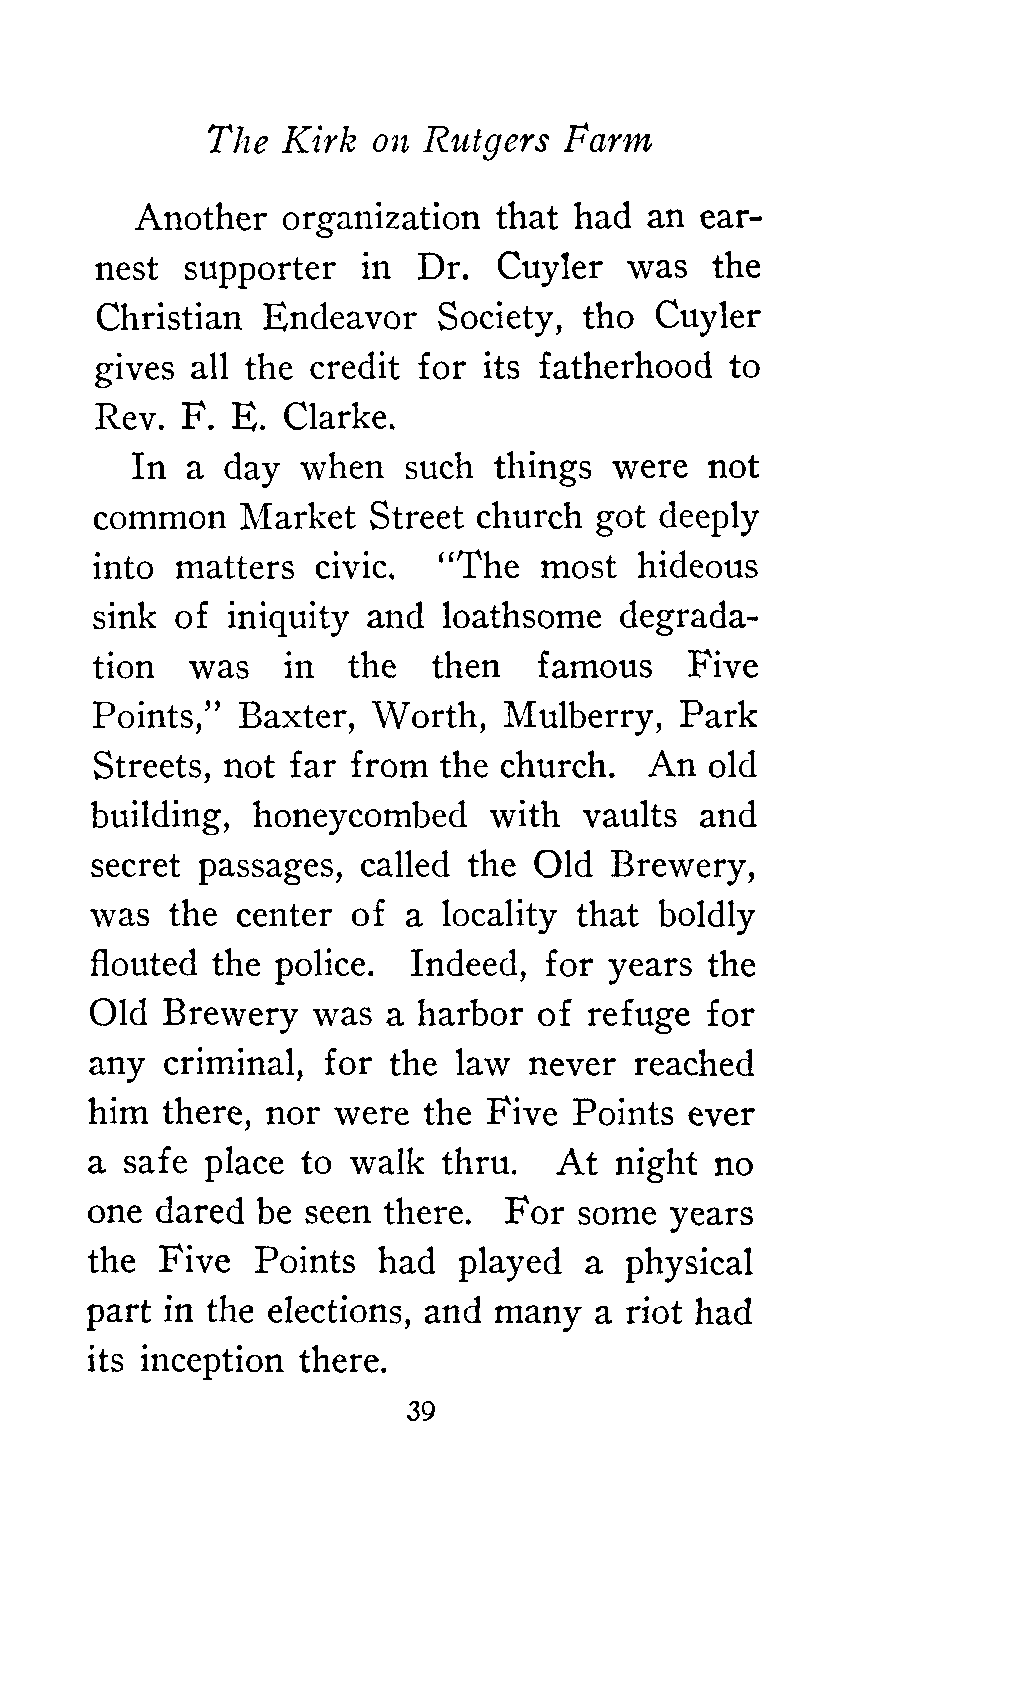 The Kirk on Rutgers Farm
Another organization that had an ear-
nest supporter in Dr. Cuyler was the
Christian Endeavor Society, tho Cuyler
gives all the credit for its fatherhood to
Rev. F. E. Clarke.
In a day when such things were not
common Market Street church got deeply
into matters civic. “The most hideous
sink of iniquity and loathsome degrada-
tion was in the then famous Five
Points,” Baxter, Worth, Mulberry, Park
Streets, not far from the church. An old
building, honeycombed with vaults and
secret passages, called the Old Brewery,
was the center of a locality that boldly
flouted the police. Indeed, for years the
Old Brewery was a harbor of refuge for
any criminal, for the law never reached
him there, nor were the Five Points ever
a safe place to walk thru. At night no
one dared be seen there. For some years
the Five Points had played a physical
part in the elections, and many a riot had
its inception there.
39